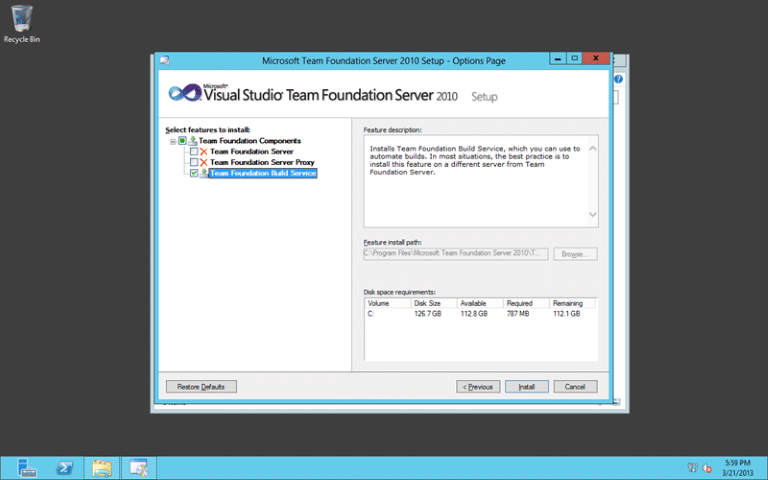 Recycle Bin
Microsoft Team Foundation Server 2010 Setup - Options Page
Microsoft®
Visual Studio® Team Foundation Server 2010 Setup
Select features to install:
Team Foundation Components
Team Foundation Server
Team Foundation Server Proxy
Team Foundation Build Service
Feature description:
Installs Team Foundation Build Service, which you can use to
automate builds. In most situations, the best practice is to
install this feature on a different server from Team
Foundation Server.
Feature install path:
C:\Program Files\Microsoft Team Foundation Server 2010\T...
Browse...
Disk space requirements:
Volume Disk Size Available Required Remaining
C: 126.7 GB 112.8 GB 787 MB 112.1 GB
Restore Defaults
< Previous Install Cancel
5:59 PM
3/21/2013